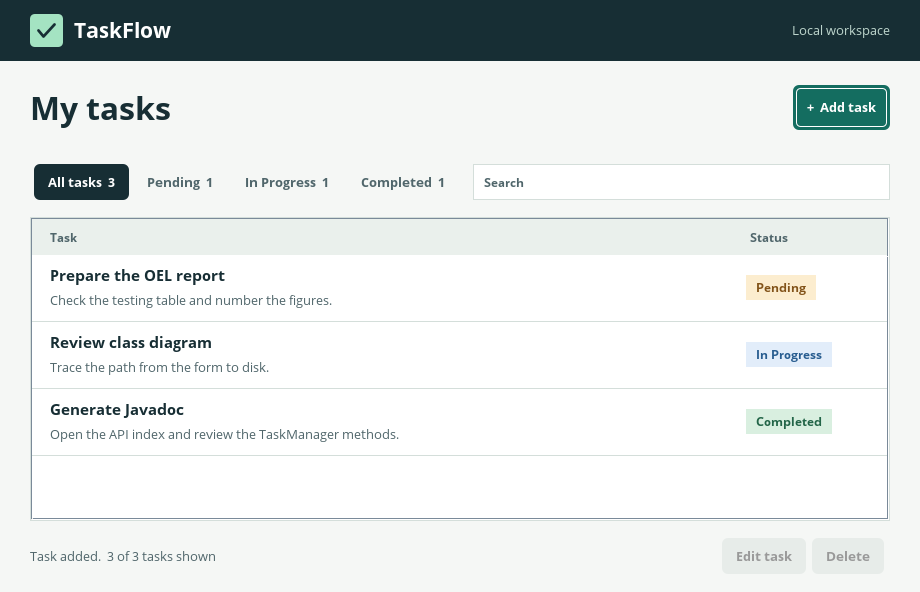 TaskFlow
Local workspace
My tasks
+ Add task
All tasks 3
Pending 1
In Progress 1
Completed 1
Search
Task
Status
Prepare the OEL report
Check the testing table and number the figures.
Pending
Review class diagram
Trace the path from the form to disk.
In Progress
Generate Javadoc
Open the API index and review the TaskManager methods.
Completed
Task added. 3 of 3 tasks shown
Edit task
Delete